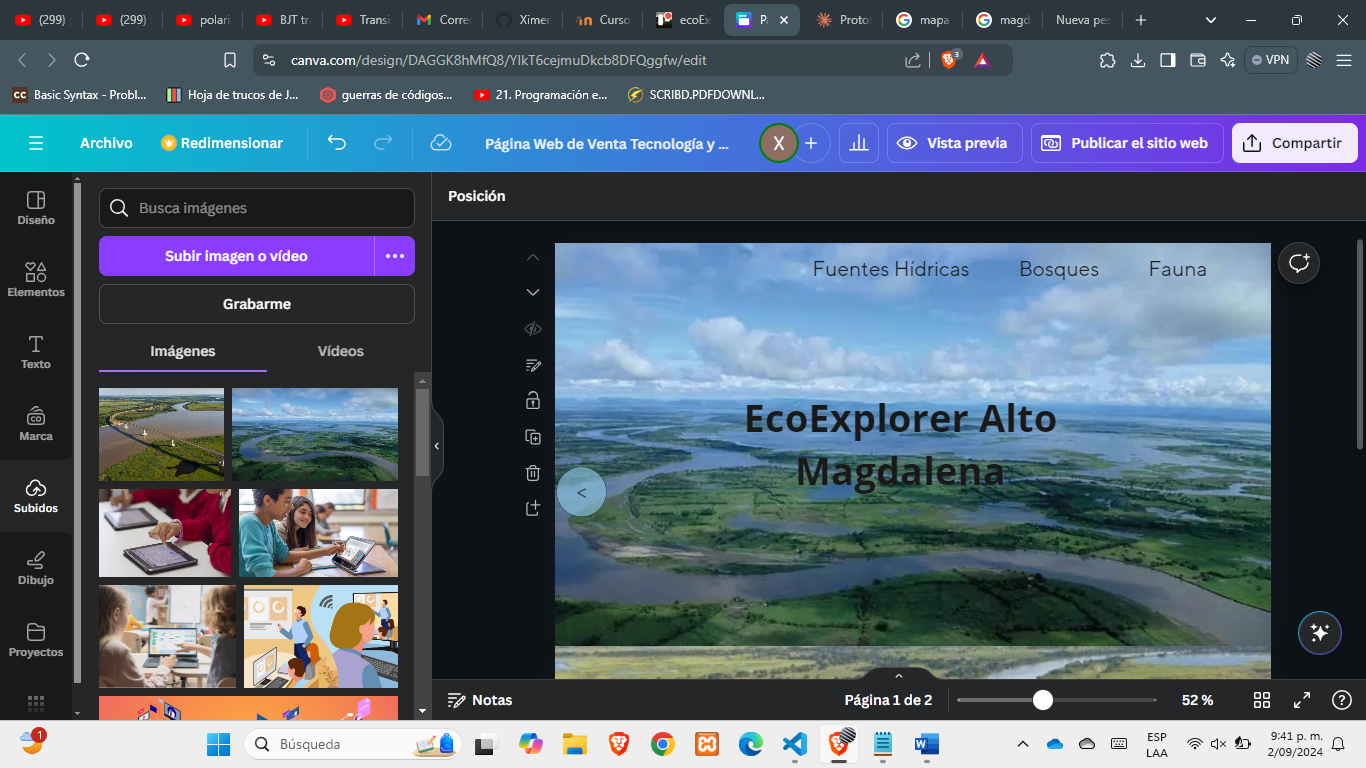 (299)
(299)
polari
BJT tra
Transi
Corre
Ximer
Curso
ecoEx
Pá
Protot
mapa
magd
Nueva pes
canva.com/design/DAGGK8hMfQ8/YIkT6cejmuDkcb8DFQggfw/edit
3
VPN
CC Basic Syntax - Probl...
Hoja de trucos de J...
guerras de códigos...
21. Programación e...
SCRIBD.PDFDOWNL...
Archivo
Redimensionar
Página Web de Venta Tecnología y ...
X
Vista previa
Publicar el sitio web
Compartir
Diseño
Elementos
Texto
Marca
Subidos
Dibujo
Proyectos
Busca imágenes
Subir imagen o vídeo
Grabarme
Imágenes
Vídeos
Posición
Fuentes Hídricas
Bosques
Fauna
EcoExplorer Alto
Magdalena
<
Notas
Página 1 de 2
52 %
1
Búsqueda
ESP
LAA
9:41 p. m.
2/09/2024